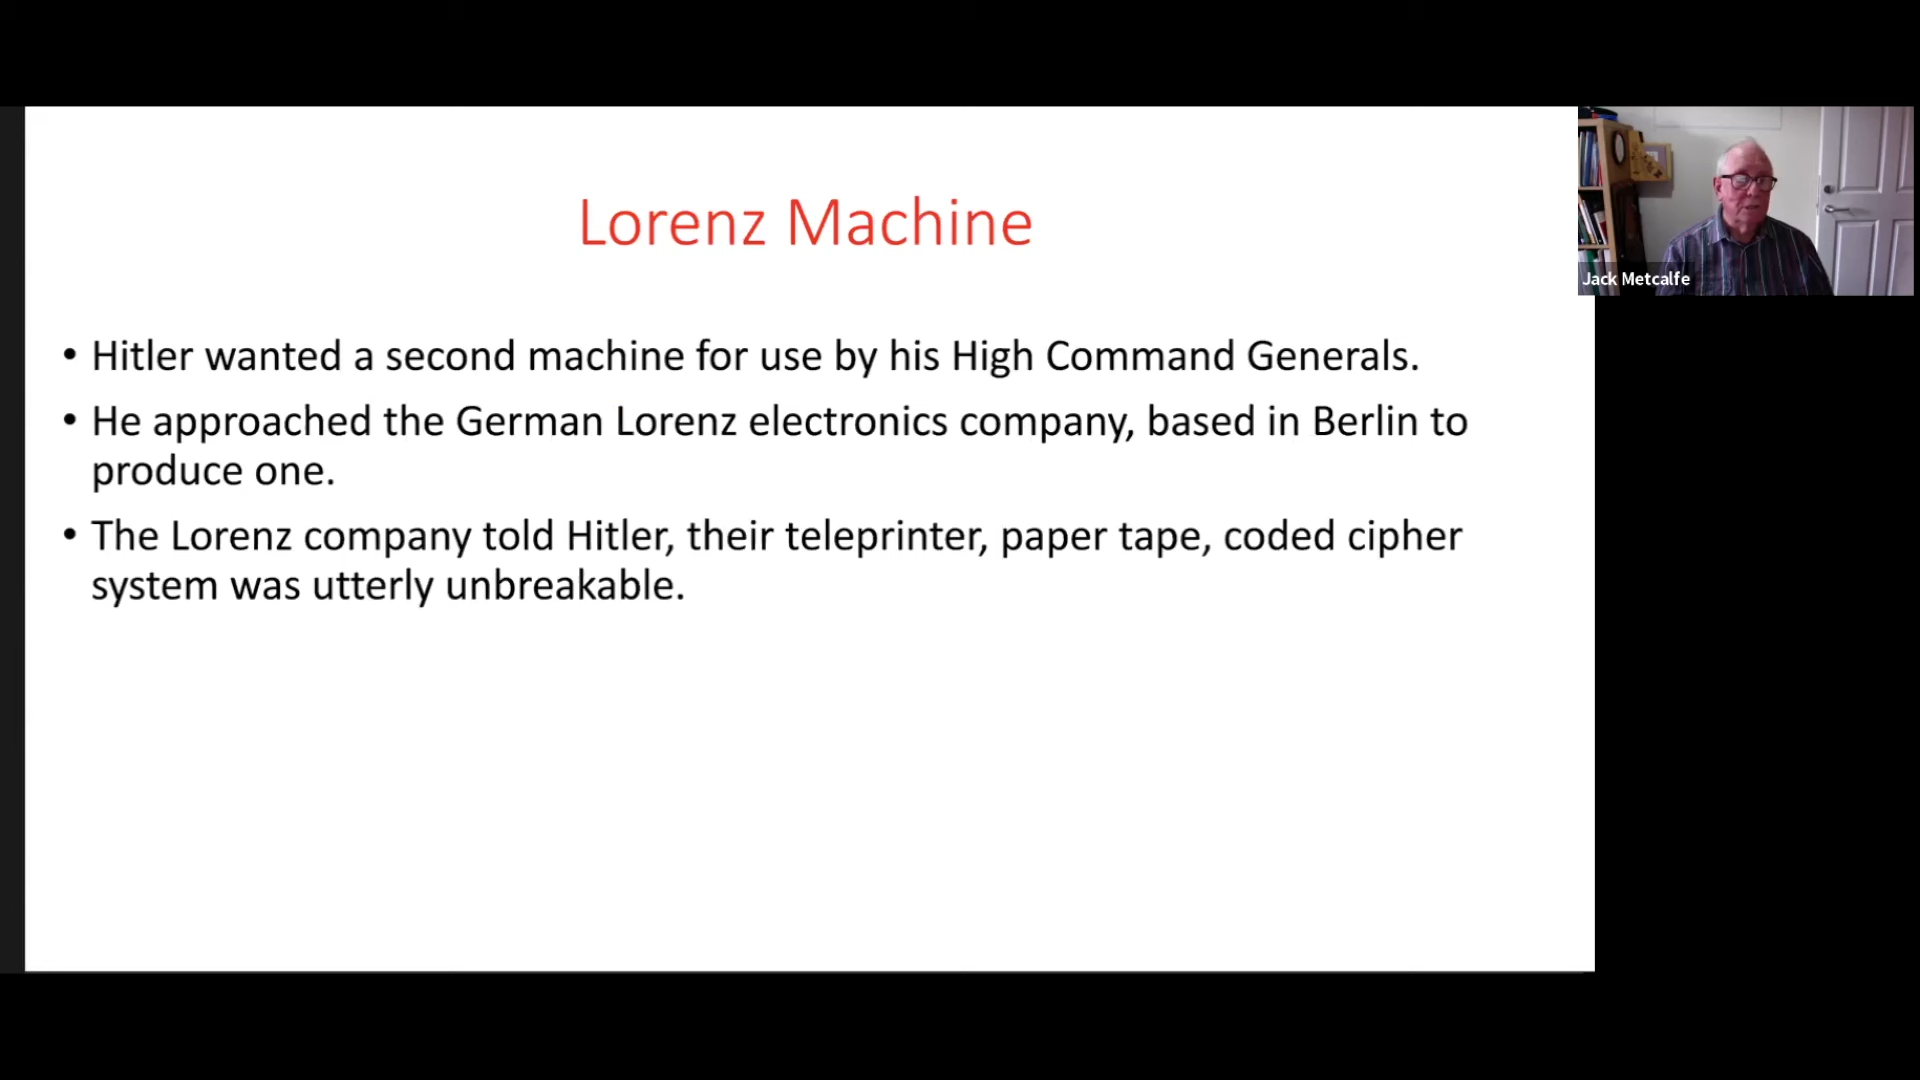 Lorenz Machine
• Hitler wanted a second machine for use by his High Command Generals.
• He approached the German Lorenz electronics company, based in Berlin to
produce one.
• The Lorenz company told Hitler, their teleprinter, paper tape, coded cipher
system was utterly unbreakable.
Jack Metcalfe